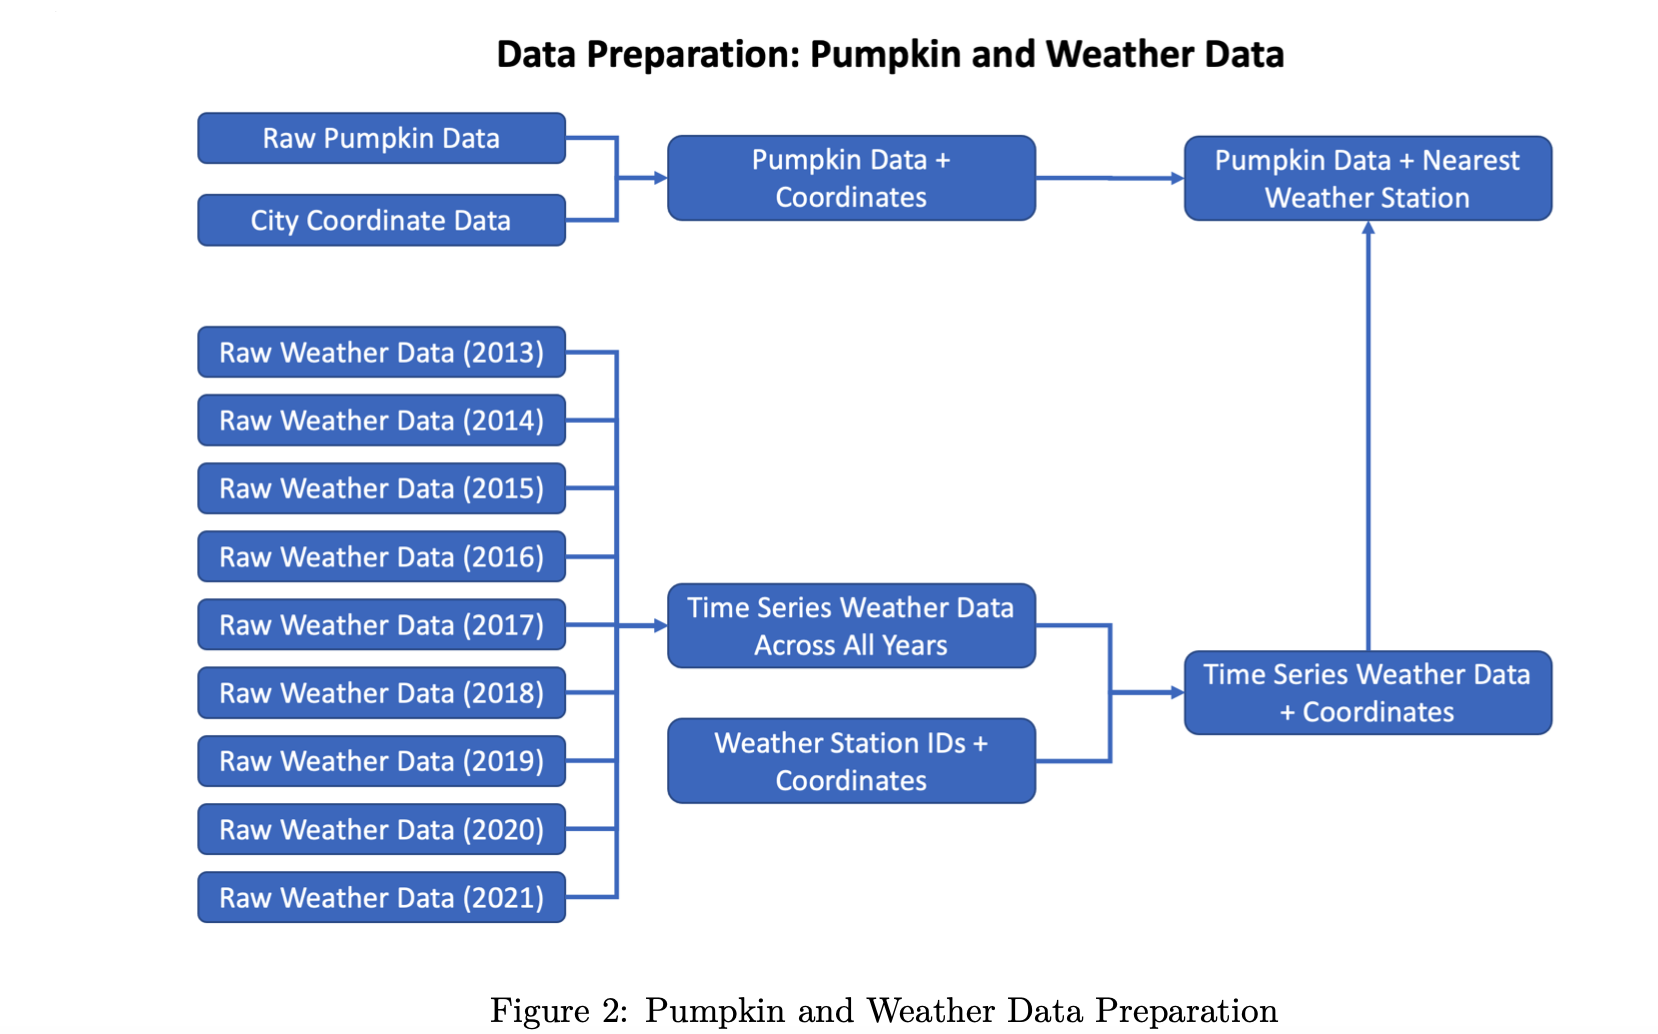 Data Preparation: Pumpkin and Weather Data
Raw Pumpkin Data
City Coordinate Data
Pumpkin Data +
Coordinates
Pumpkin Data + Nearest
Weather Station
Raw Weather Data (2013)
Raw Weather Data (2014)
Raw Weather Data (2015)
Raw Weather Data (2016)
Raw Weather Data (2017)
Raw Weather Data (2018)
Raw Weather Data (2019)
Raw Weather Data (2020)
Raw Weather Data (2021)
Time Series Weather Data
Across All Years
Weather Station IDs +
Coordinates
Time Series Weather Data
+ Coordinates
Figure 2: Pumpkin and Weather Data Preparation